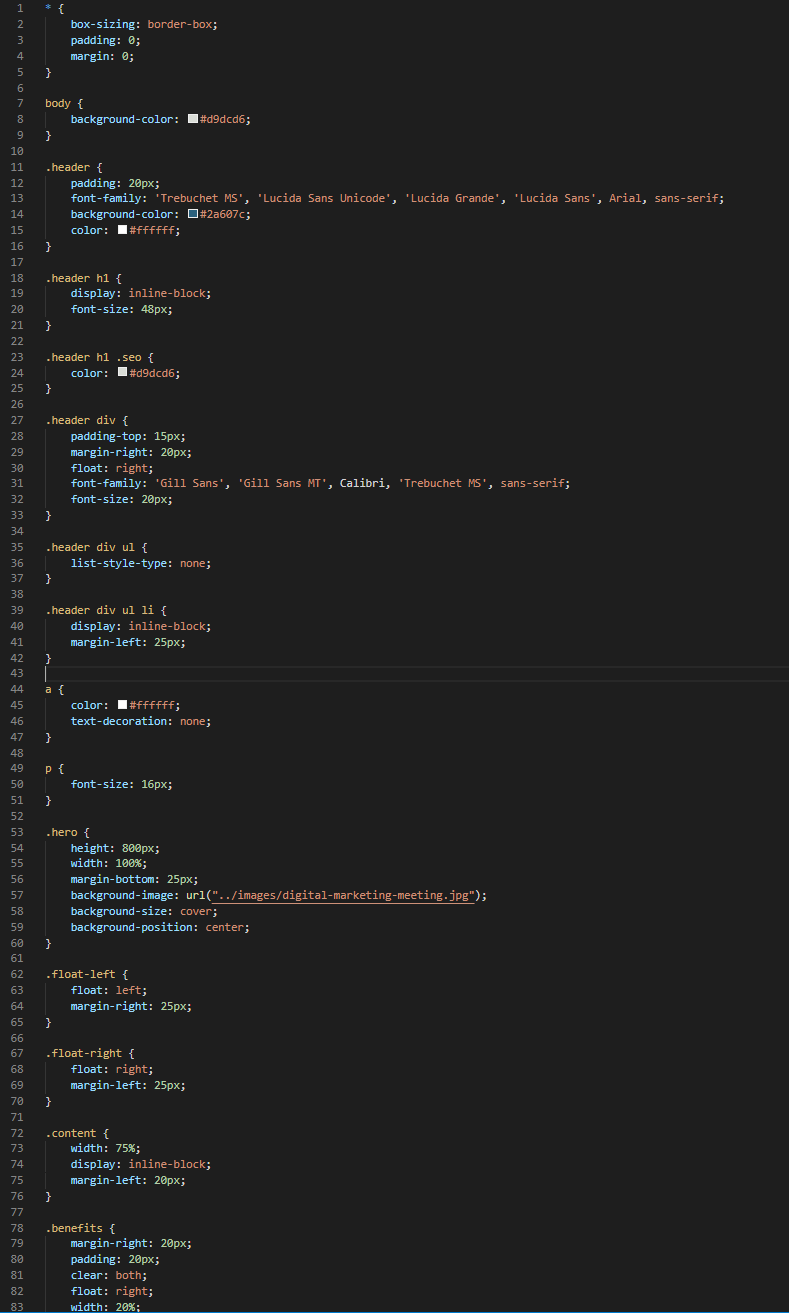 1 * {
2 box-sizing: border-box;
3 padding: 0;
4 margin: 0;
5 }
6
7 body {
8 background-color: #d9dcd6;
9 }
10
11 .header {
12 padding: 20px;
13 font-family: 'Trebuchet MS', 'Lucida Sans Unicode', 'Lucida Grande', 'Lucida Sans', Arial, sans-serif;
14 background-color: #2a607c;
15 color: #ffffff;
16 }
17
18 .header h1 {
19 display: inline-block;
20 font-size: 48px;
21 }
22
23 .header h1 .seo {
24 color: #d9dcd6;
25 }
26
27 .header div {
28 padding-top: 15px;
29 margin-right: 20px;
30 float: right;
31 font-family: 'Gill Sans', 'Gill Sans MT', Calibri, 'Trebuchet MS', sans-serif;
32 font-size: 20px;
33 }
34
35 .header div ul {
36 list-style-type: none;
37 }
38
39 .header div ul li {
40 display: inline-block;
41 margin-left: 25px;
42 }
43
44 a {
45 color: #ffffff;
46 text-decoration: none;
47 }
48
49 p {
50 font-size: 16px;
51 }
52
53 .hero {
54 height: 800px;
55 width: 100%;
56 margin-bottom: 25px;
57 background-image: url("../images/digital-marketing-meeting.jpg");
58 background-size: cover;
59 background-position: center;
60 }
61
62 .float-left {
63 float: left;
64 margin-right: 25px;
65 }
66
67 .float-right {
68 float: right;
69 margin-left: 25px;
70 }
71
72 .content {
73 width: 75%;
74 display: inline-block;
75 margin-left: 20px;
76 }
77
78 .benefits {
79 margin-right: 20px;
80 padding: 20px;
81 clear: both;
82 float: right;
83 width: 20%;